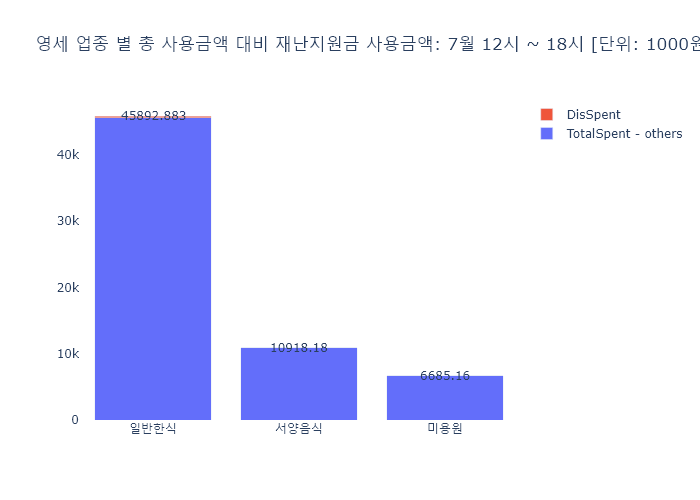 영세 업종 별 총 사용금액 대비 재난지원금 사용금액: 7월 12시 ~ 18시 [단위: 1000원
DisSpent
TotalSpent - others
45892.883
40k
30k
20k
10918.18
10k
6685.16
0
일반한식 서양음식 미용원